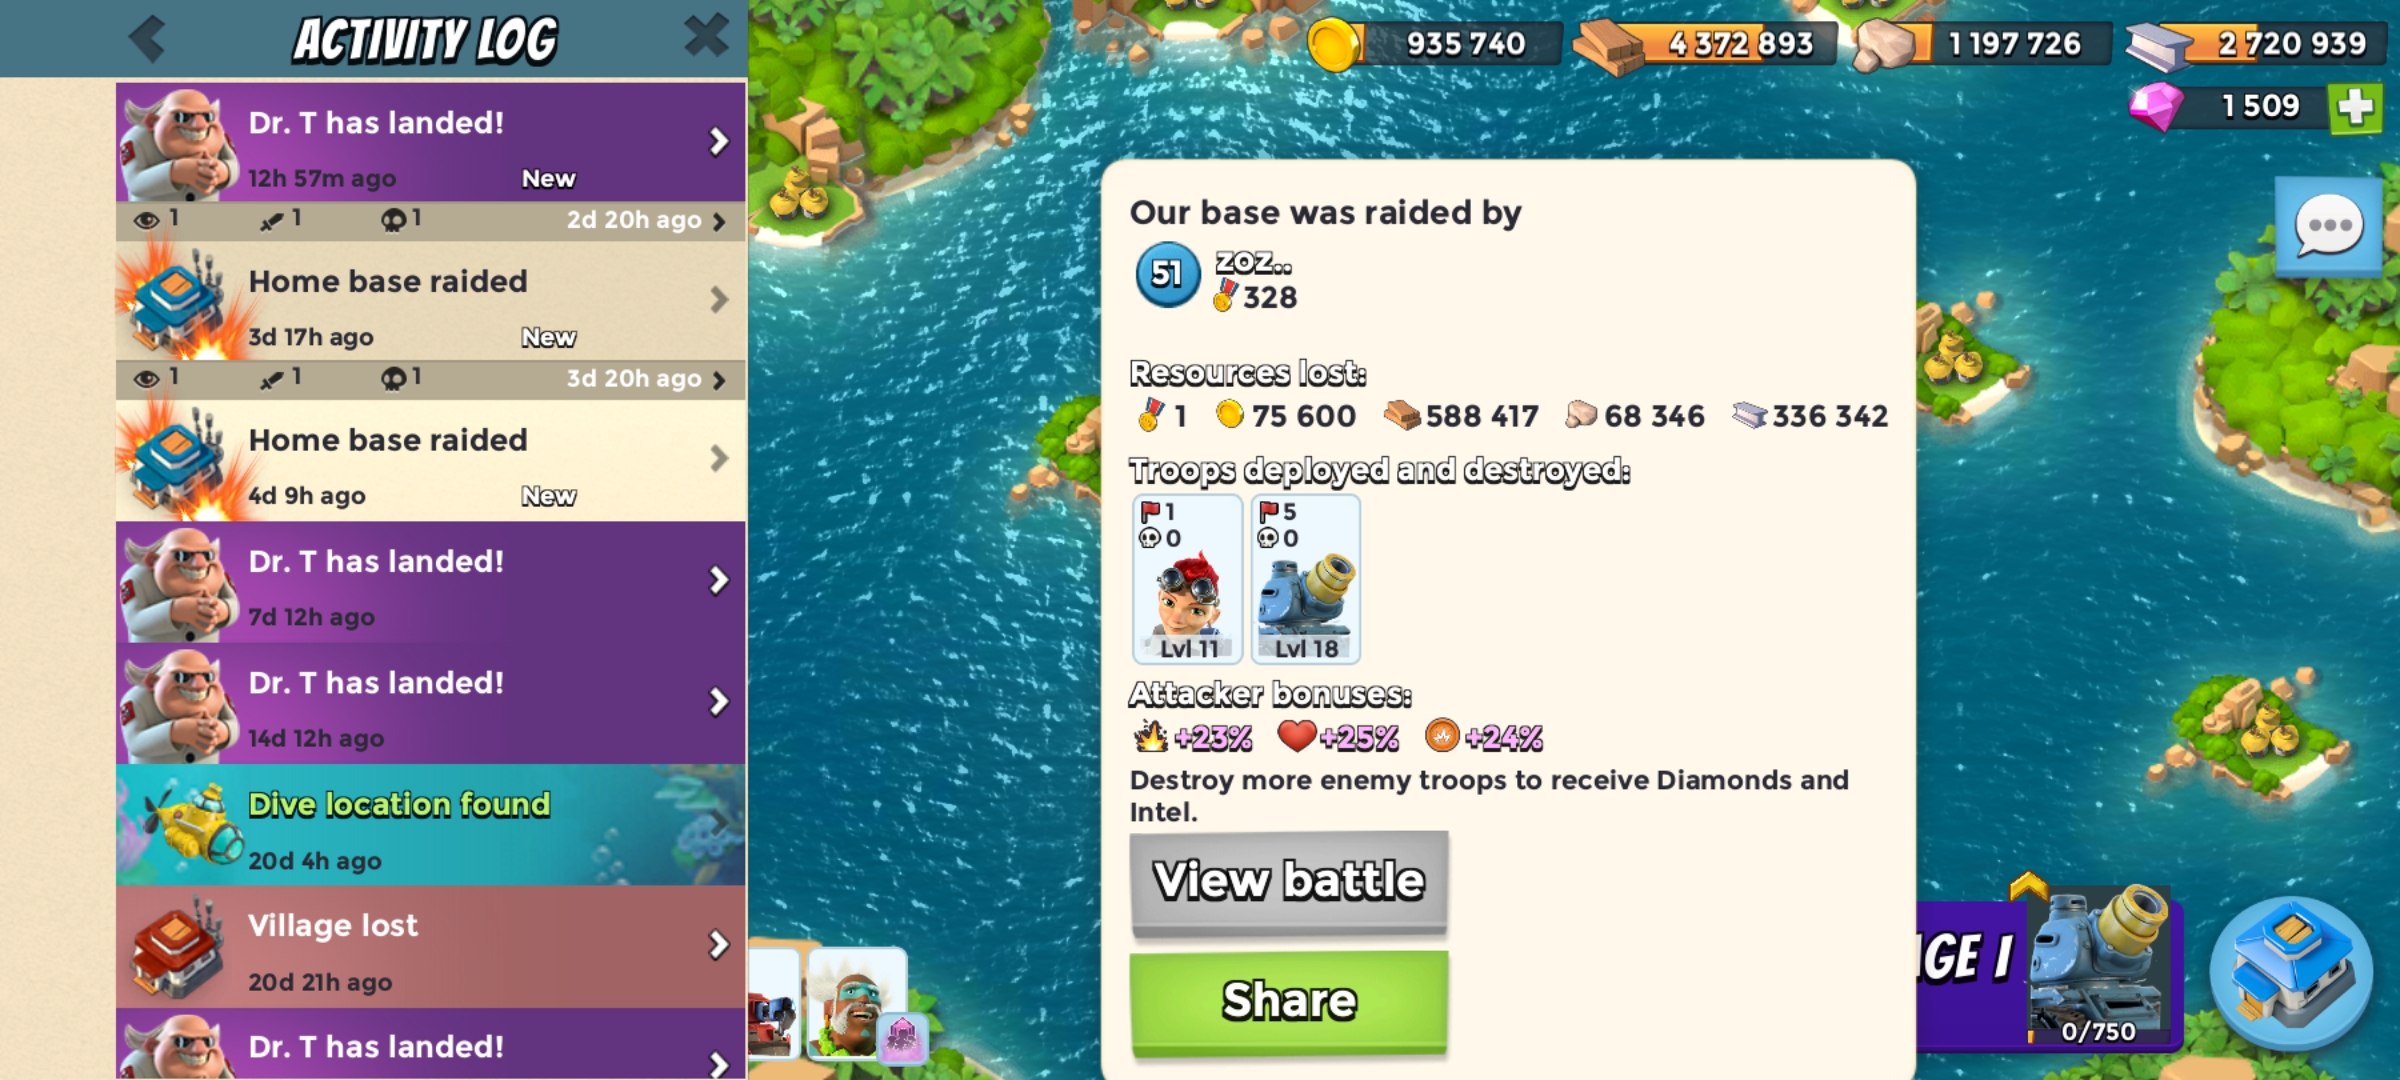 ACTIVITY LOG
Dr. T has landed!
12h 57m ago
New
1
1
1
2d 20h ago
Home base raided
3d 17h ago
New
1
1
1
3d 20h ago
Home base raided
4d 9h ago
New
Dr. T has landed!
7d 12h ago
Dr. T has landed!
14d 12h ago
Dive location found
20d 4h ago
Village lost
20d 21h ago
Dr. T has landed!
935 740
4 372 893
1 197 726
2 720 939
1 509
Our base was raided by
51
zoz..
328
Resources lost:
1 75 600 588 417 68 346 336 342
Troops deployed and destroyed:
1
0
Lvl 11
5
0
Lvl 18
Attacker bonuses:
+23% +25% +24%
Destroy more enemy troops to receive Diamonds and
Intel.
View battle
Share
GE I
0/750